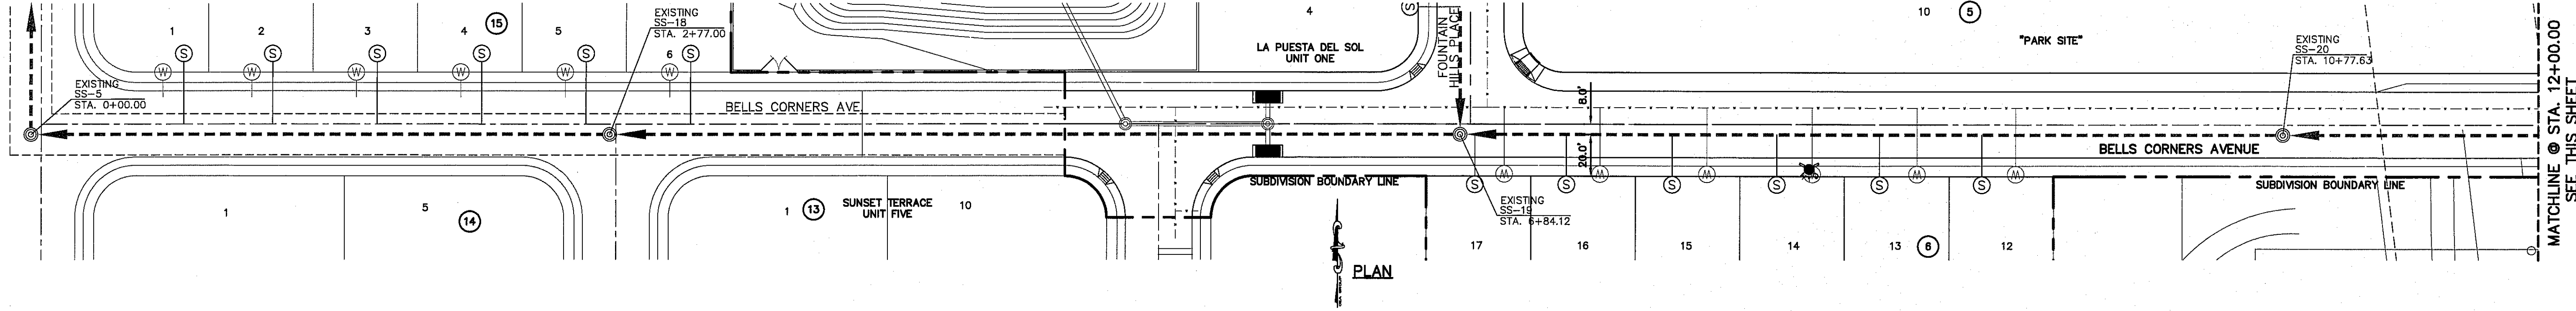 1
2
3
4
15
5
6
EXISTING
SS-18
STA. 2+77.00
EXISTING
SS-5
STA. 0+00.00
S
S
S
S
S
S
W
W
W
W
W
W
BELLS CORNERS AVE.
4
LA PUESTA DEL SOL
UNIT ONE
S
FOUNTAIN
HILLS PLACE
10
5
"PARK SITE"
EXISTING
SS-20
STA. 10+77.63
8.0'
20.0'
BELLS CORNERS AVENUE
MATCHLINE @ STA. 12+00.00
SEE THIS SHEET
1
5
14
1
13
SUNSET TERRACE
UNIT FIVE
10
SUBDIVISION BOUNDARY LINE
S
W
S
W
S
W
S
S
W
S
W
SUBDIVISION BOUNDARY LINE
EXISTING
SS-19
STA. 6+84.12
17
16
15
14
13
6
12
PLAN